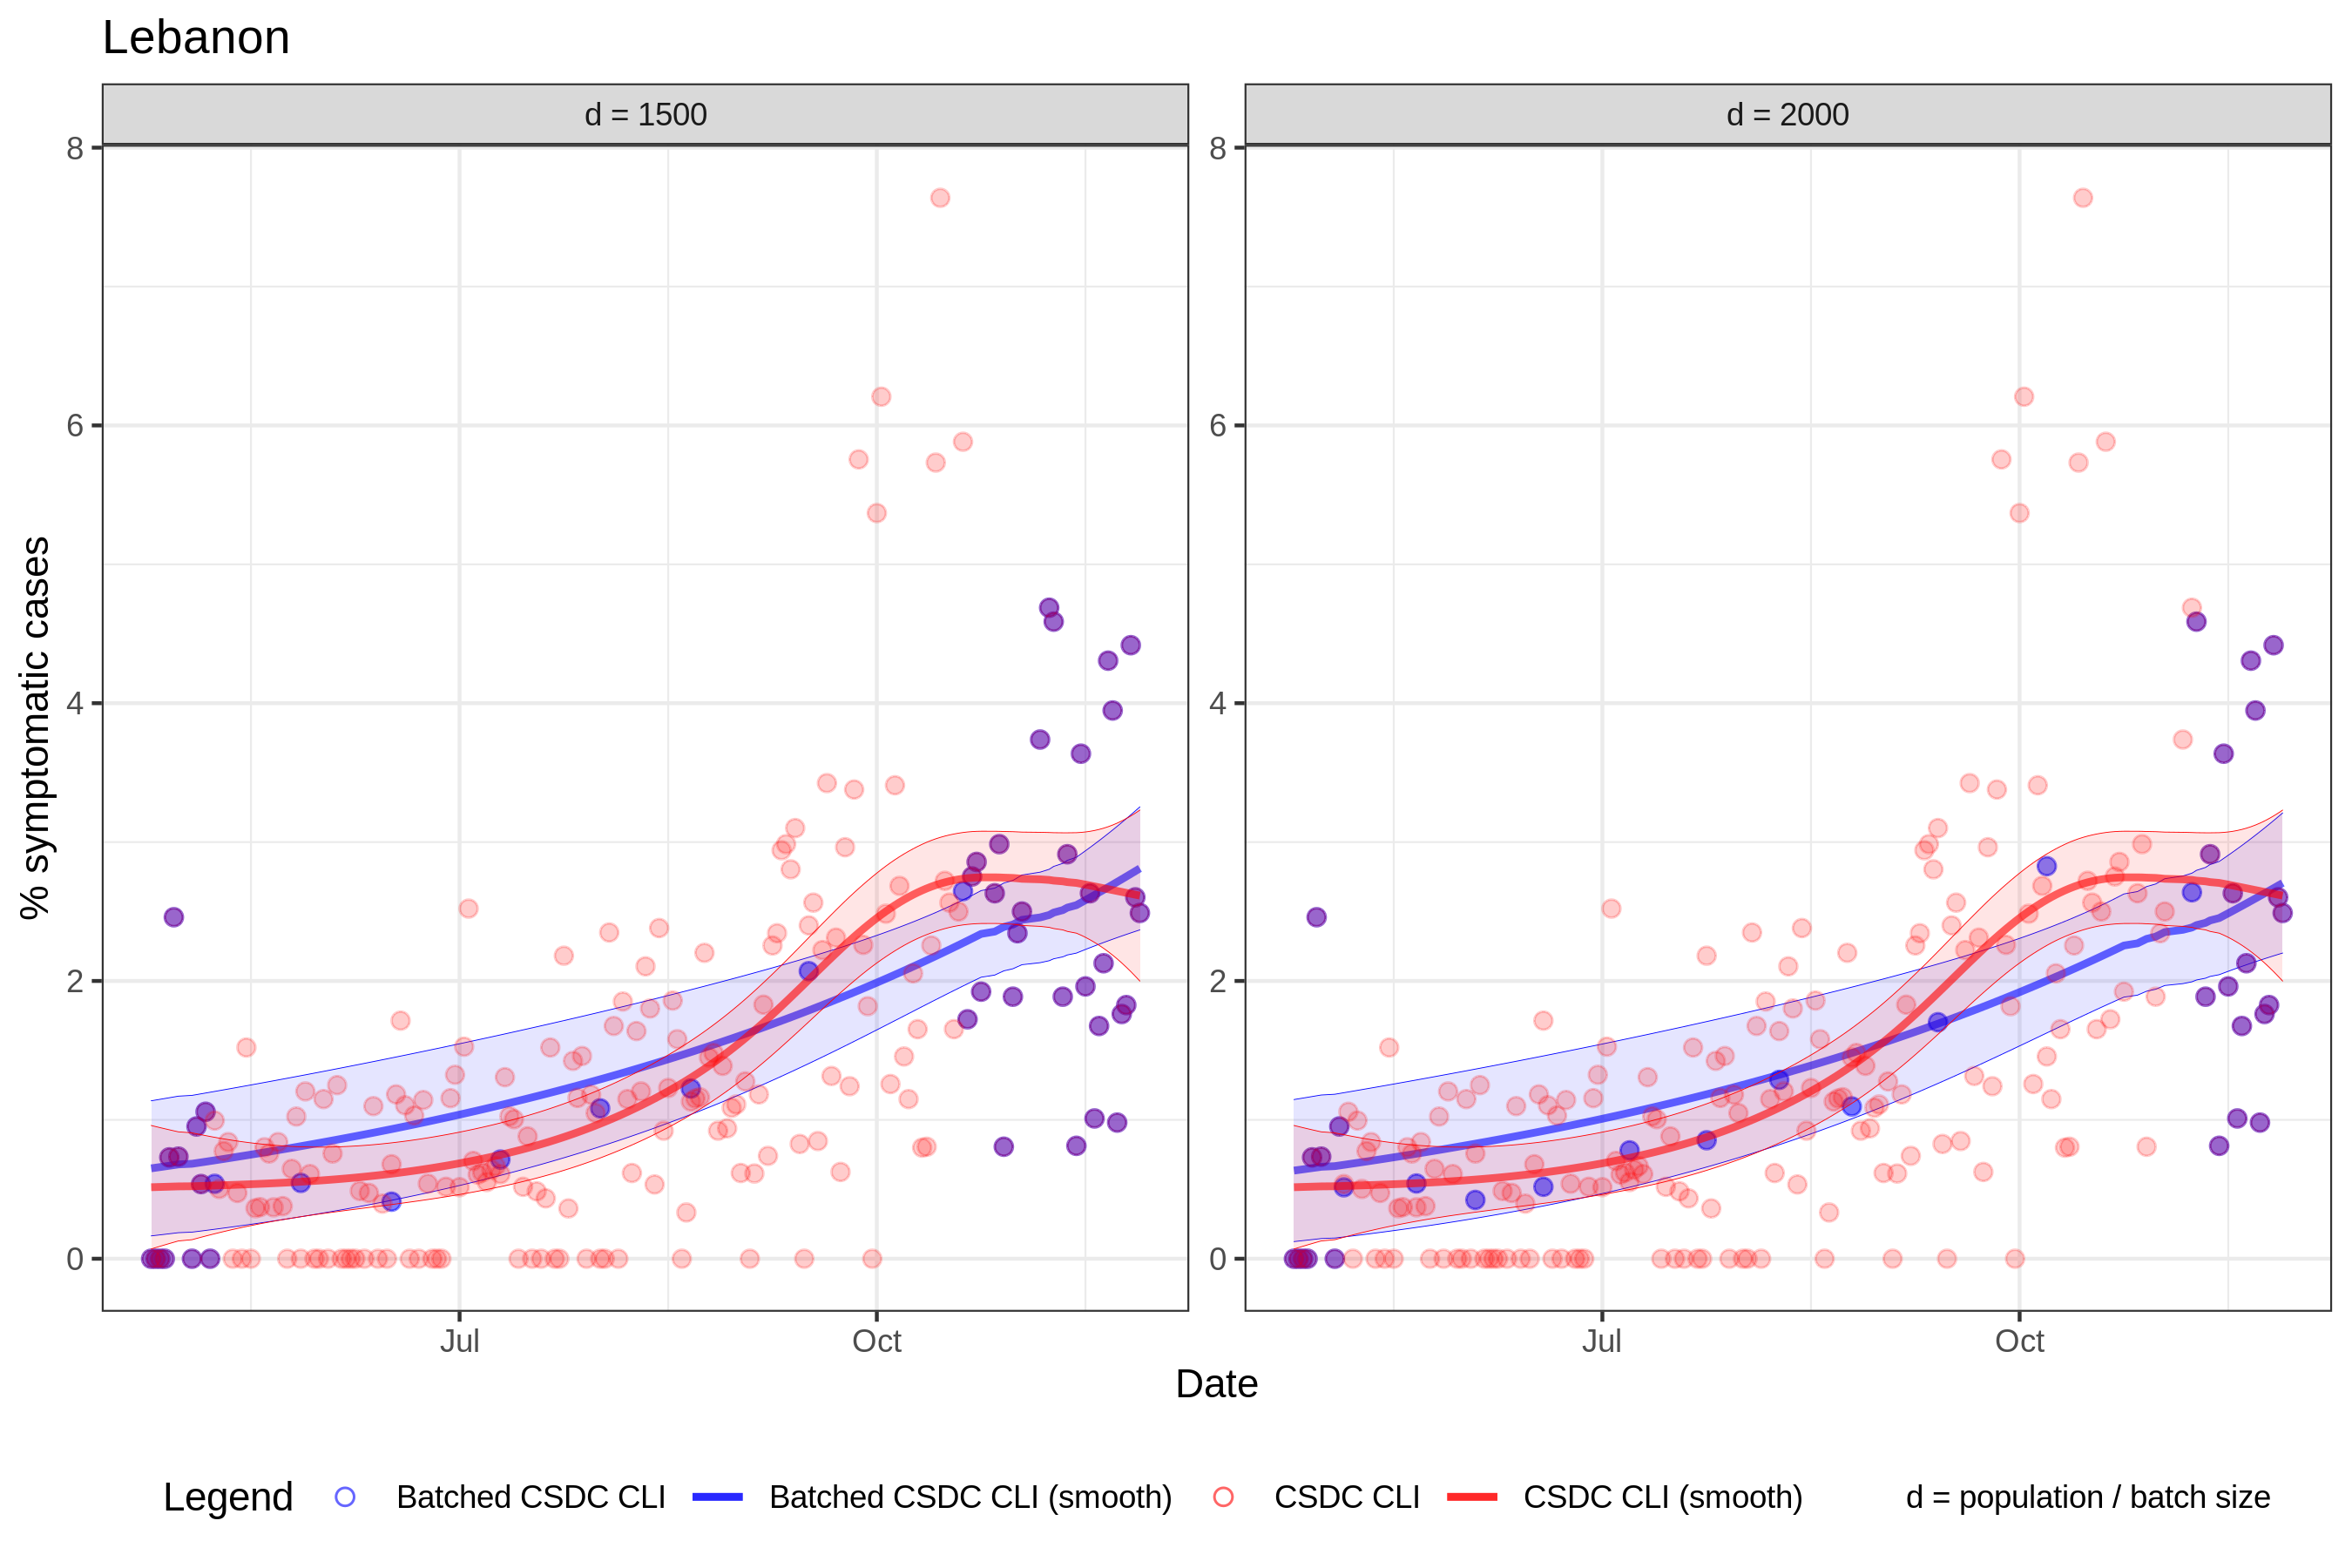 Lebanon
d = 1500
d = 2000
% symptomatic cases
8
6
4
2
0
8
6
4
2
0
Jul
Oct
Jul
Oct
Date
Legend
Batched CSDC CLI
Batched CSDC CLI (smooth)
CSDC CLI
CSDC CLI (smooth)
d = population / batch size